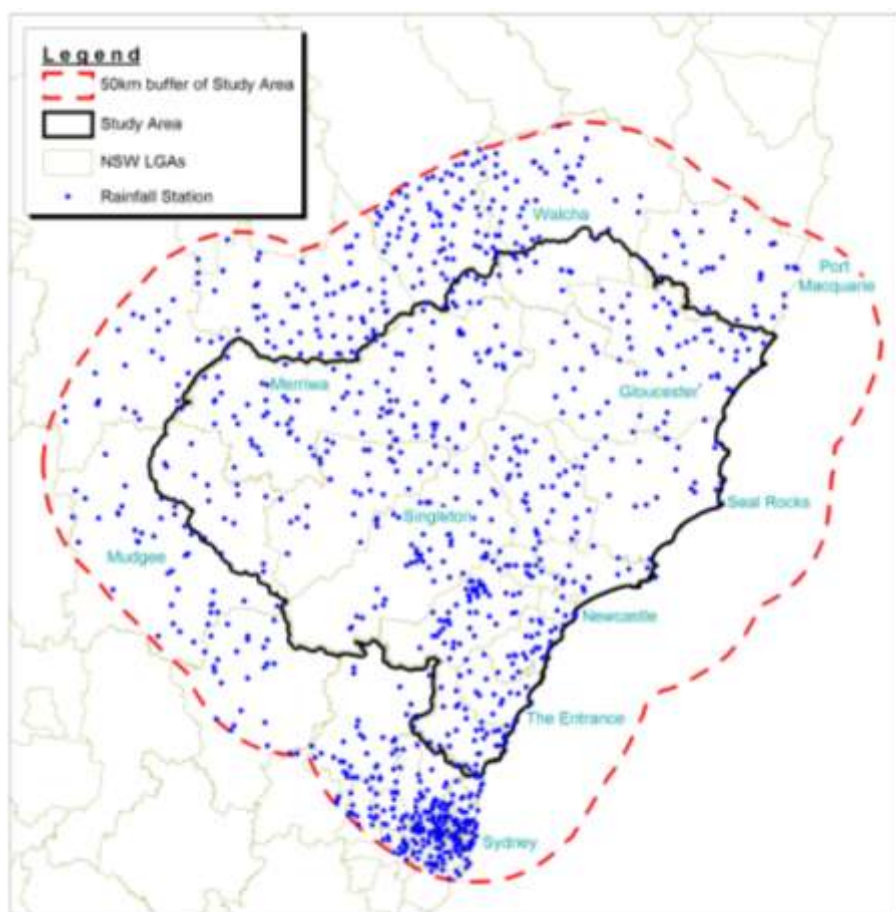 Legend
50km buffer of Study Area
Study Area
NSW LGAs
Rainfall Station
Walcha
Port
Macquarie
Merriwa
Gloucester
Singleton
Seal Rocks
Mudgee
Newcastle
The Entrance
Sydney